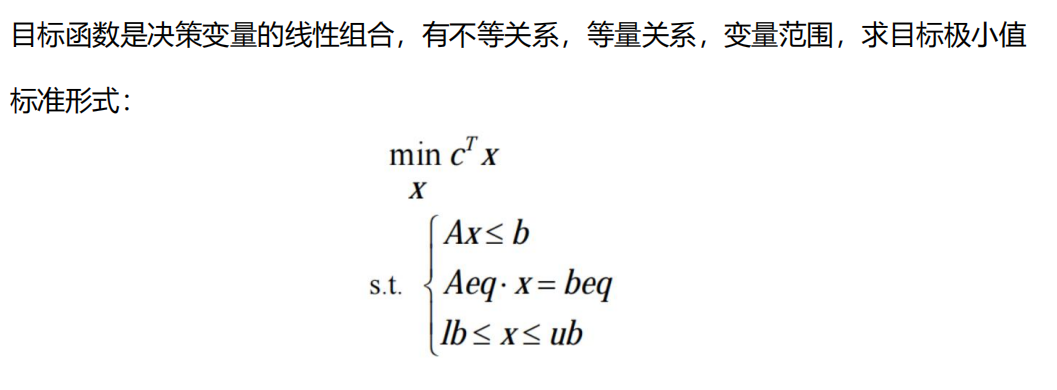 目标函数是决策变量的线性组合，有不等关系，等量关系，变量范围，求目标极小值
标准形式：
min cᵀ x
x
Ax ≤ b
s.t. { Aeq · x = beq
lb ≤ x ≤ ub